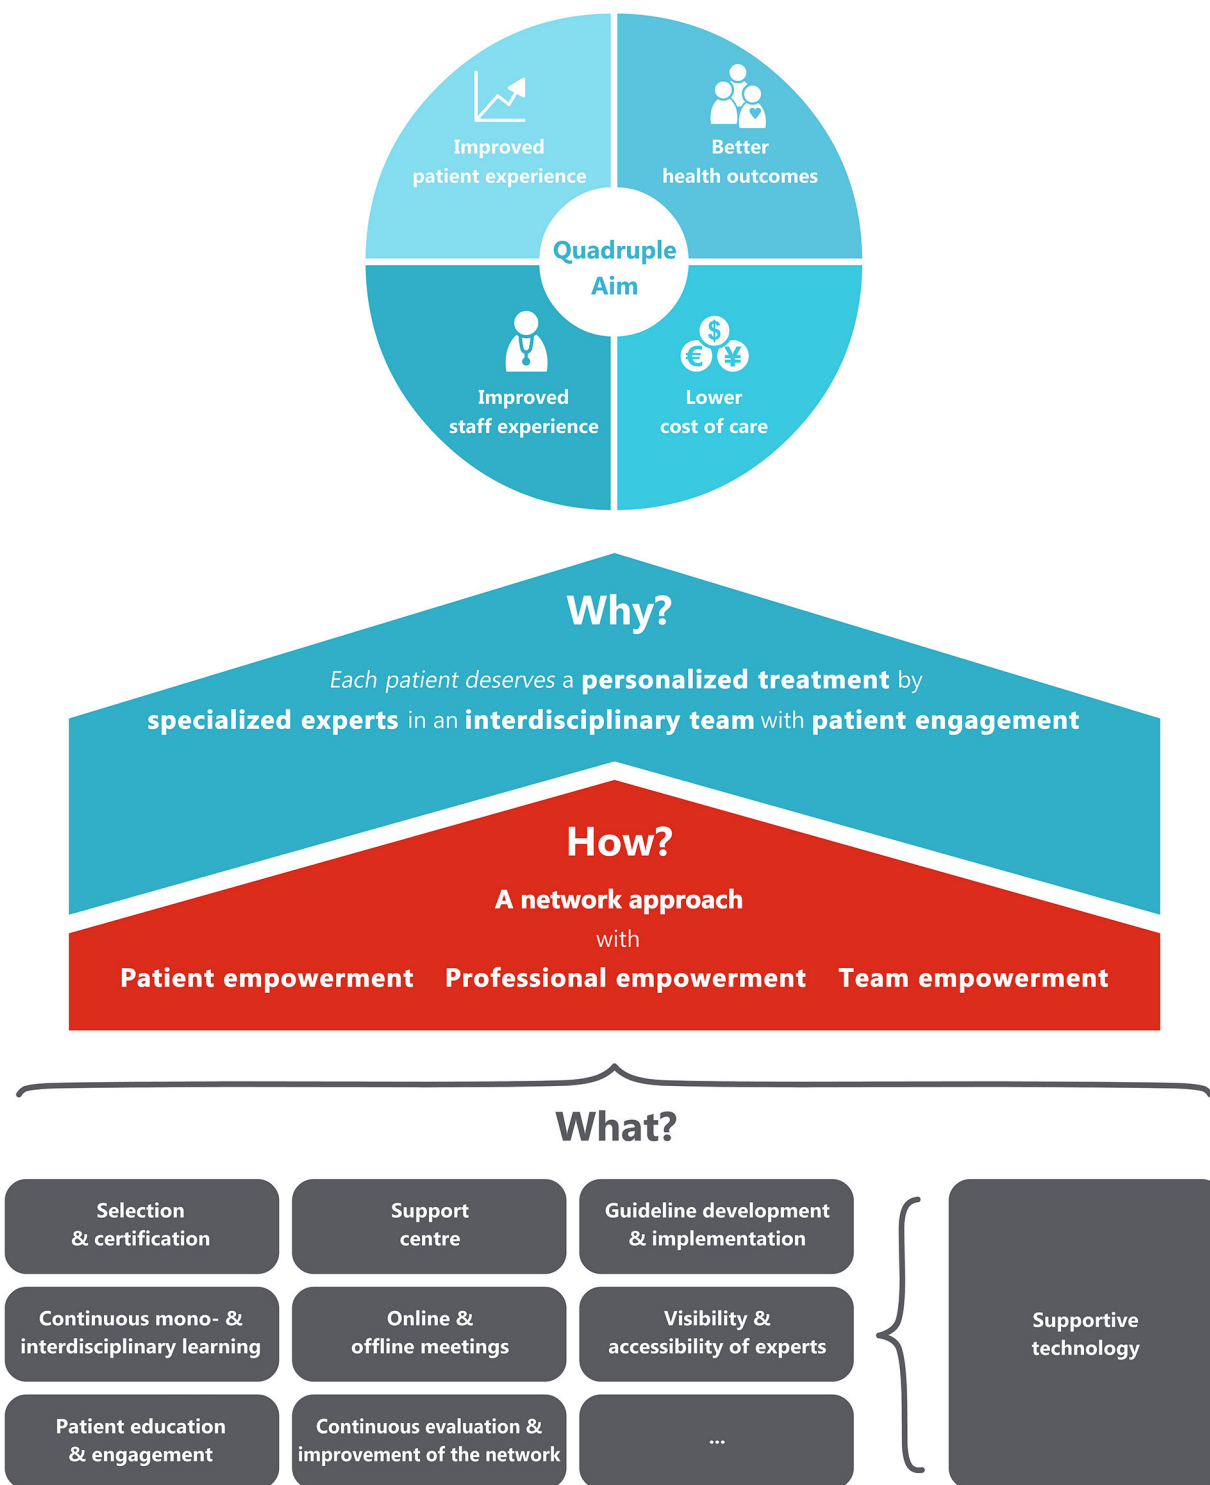 Improved
patient experience
Better
health outcomes
Quadruple
Aim
$
€ ¥
Improved
staff experience
Lower
cost of care
Why?
Each patient deserves a personalized treatment by
specialized experts in an interdisciplinary team with patient engagement
How?
A network approach
with
Patient empowerment Professional empowerment Team empowerment
What?
Selection
& certification
Support
centre
Guideline development
& implementation
Continuous mono- &
interdisciplinary learning
Online &
offline meetings
Visibility &
accessibility of experts
Supportive
technology
Patient education
& engagement
Continuous evaluation &
improvement of the network
...